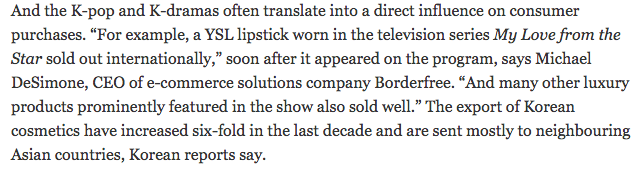 And the K-pop and K-dramas often translate into a direct influence on consumer
purchases. “For example, a YSL lipstick worn in the television series My Love from the
Star sold out internationally,” soon after it appeared on the program, says Michael
DeSimone, CEO of e-commerce solutions company Borderfree. “And many other luxury
products prominently featured in the show also sold well.” The export of Korean
cosmetics have increased six-fold in the last decade and are sent mostly to neighbouring
Asian countries, Korean reports say.